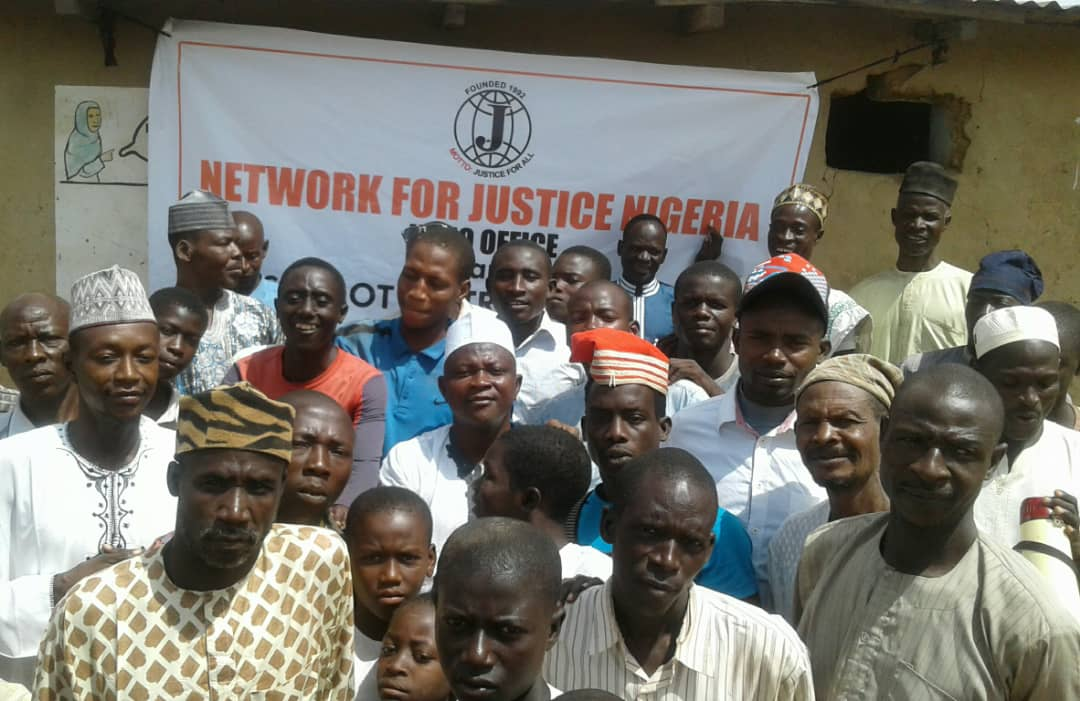 FOUNDED 1992
J
MOTTO: JUSTICE FOR ALL
NETWORK FOR JUSTICE NIGERIA
OFFICE